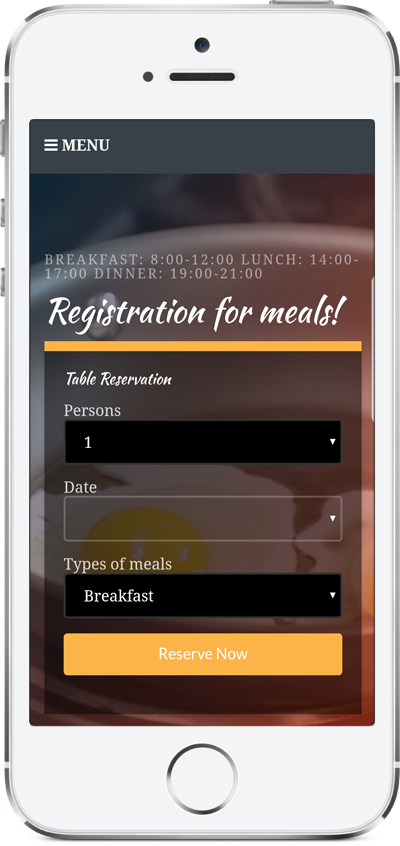 MENU
BREAKFAST: 8:00-12:00 LUNCH: 14:00-
17:00 DINNER: 19:00-21:00
Registration for meals!
Table Reservation
Persons
1
Date
Types of meals
Breakfast
Reserve Now